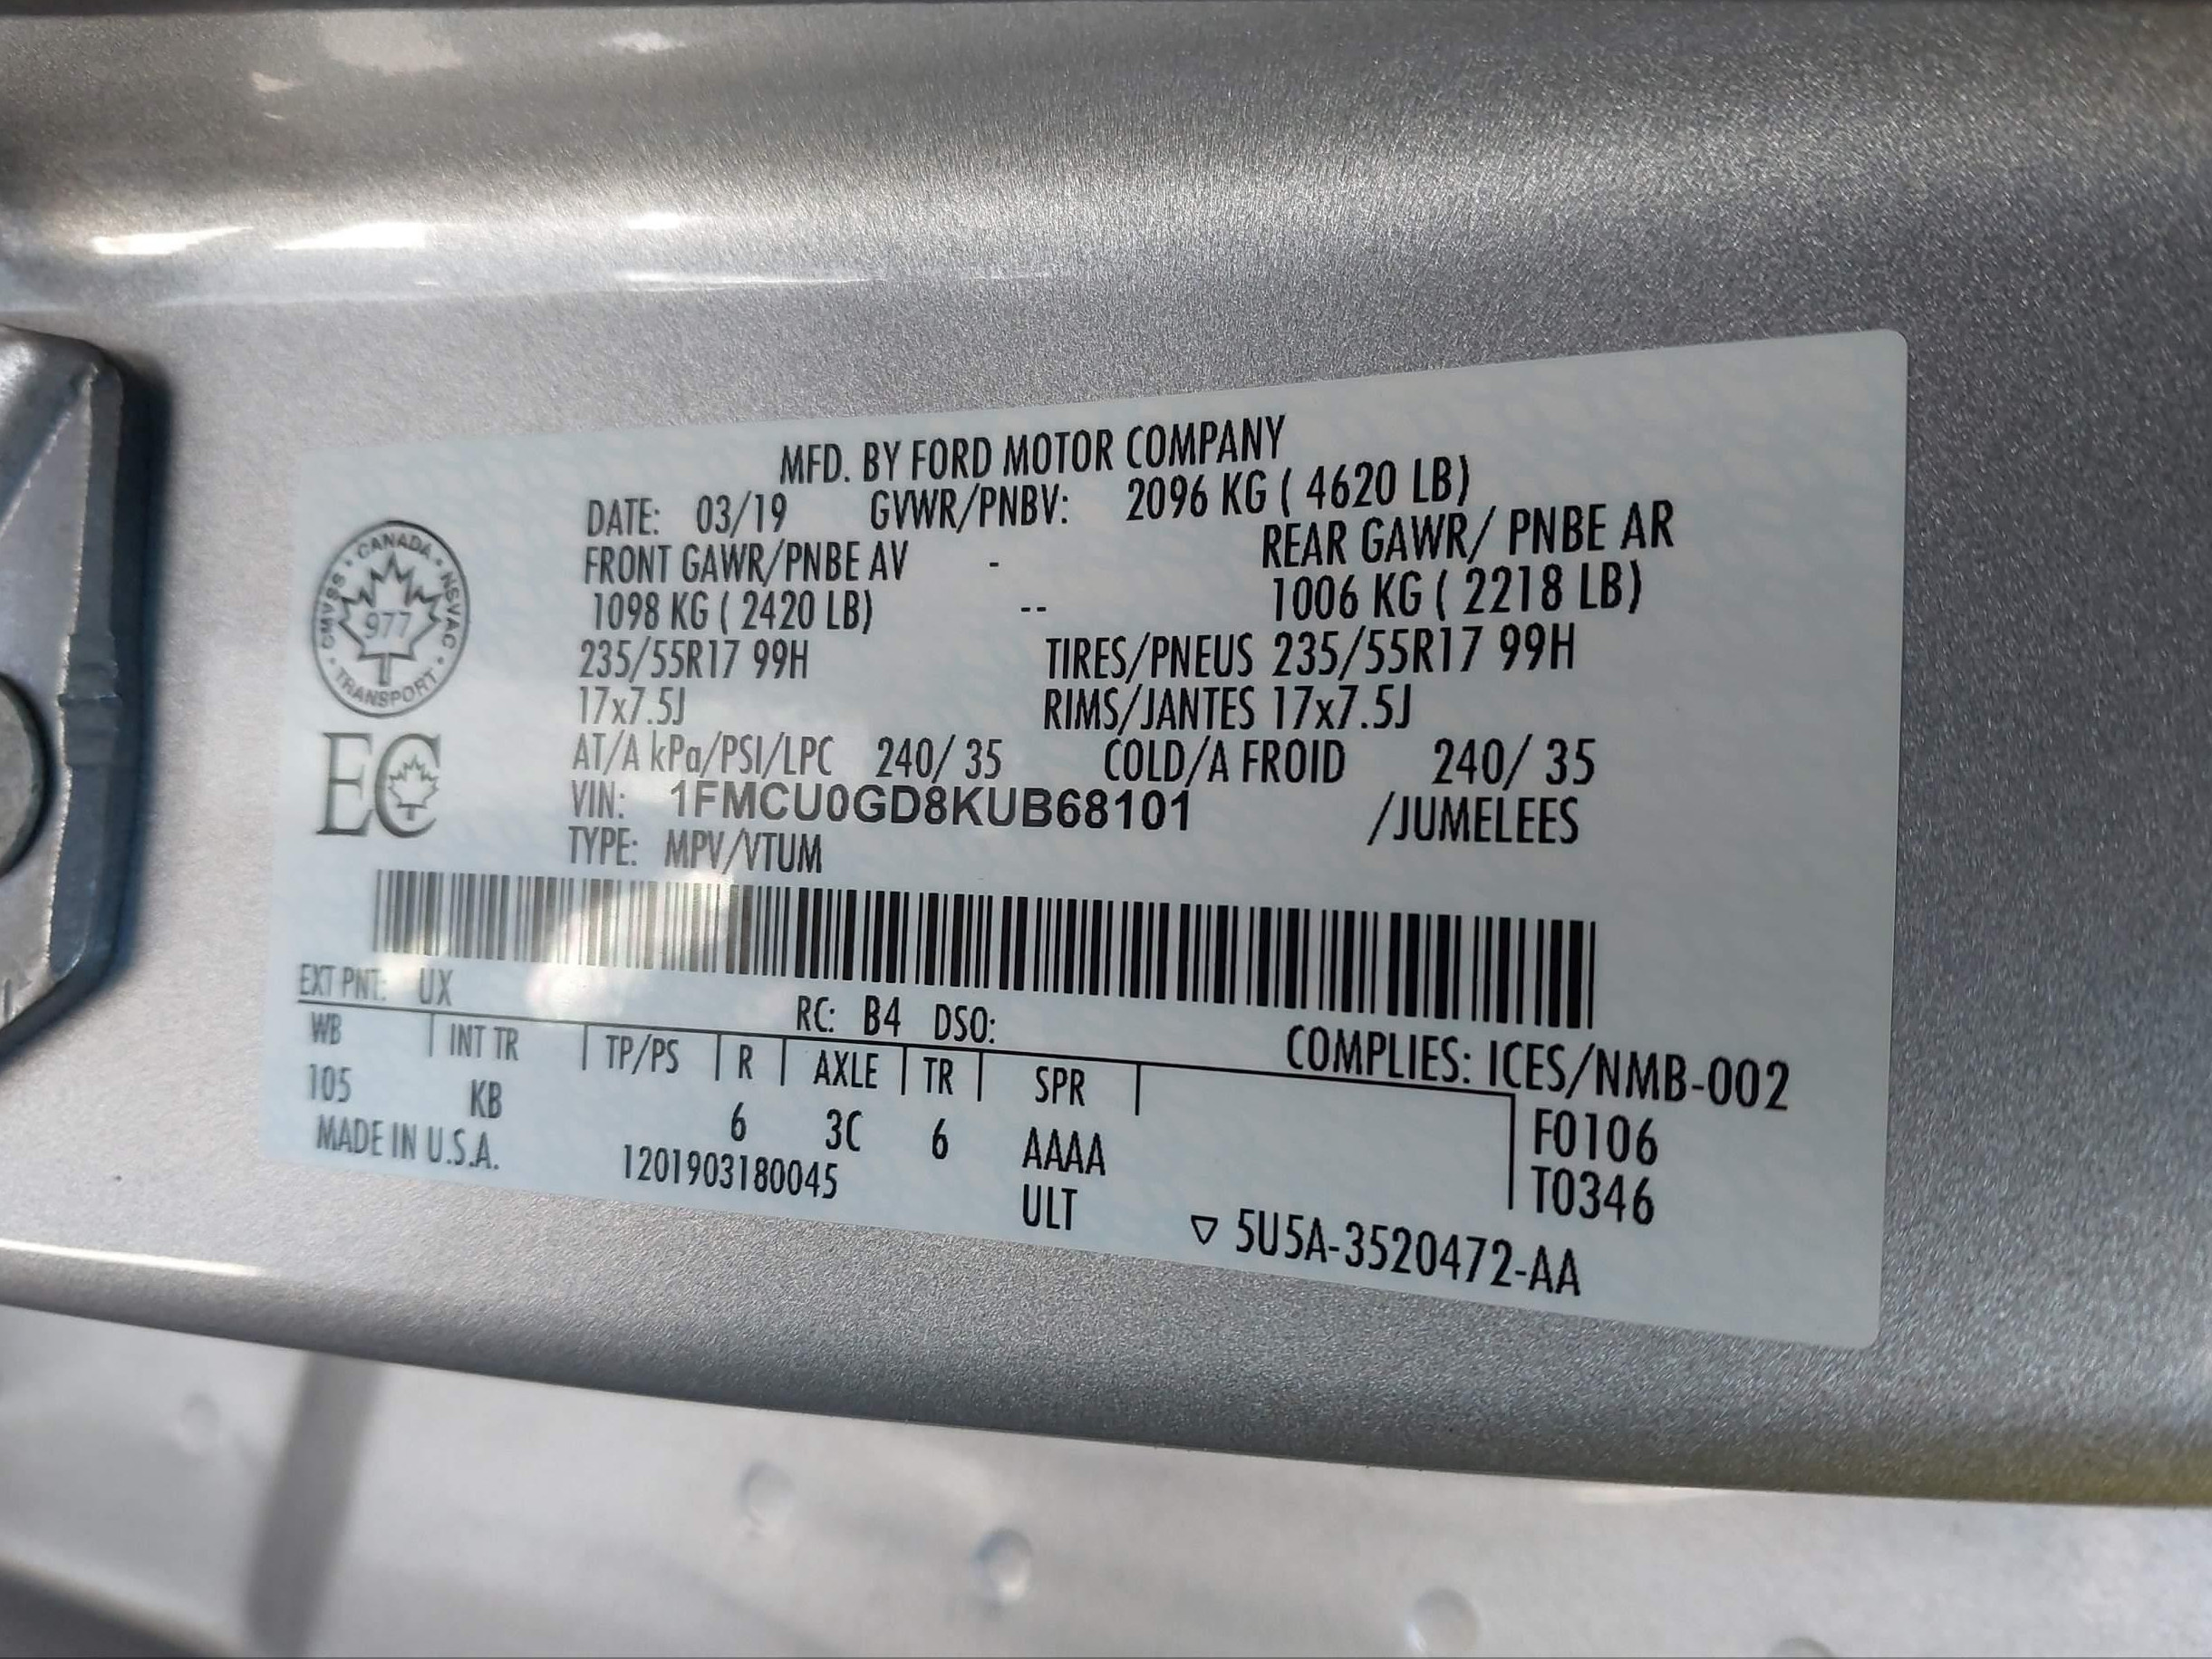 MFD. BY FORD MOTOR COMPANY
DATE: 03/19 GVWR/PNBV: 2096 KG ( 4620 LB)
FRONT GAWR/PNBE AV - REAR GAWR/ PNBE AR
1098 KG ( 2420 LB) -- 1006 KG ( 2218 LB)
235/55R17 99H TIRES/PNEUS 235/55R17 99H
17x7.5J RIMS/JANTES 17x7.5J
AT/A kPa/PSI/LPC 240/ 35 COLD/A FROID 240/ 35
VIN: 1FMCU0GD8KUB68101 /JUMELEES
TYPE: MPV/VTUM
CANADA · NSVAC · TRANSPORT · CMVSS ·
977
EC
EXT PNT: UX RC: B4 DSO: COMPLIES: ICES/NMB-002
WB | INT TR | TP/PS | R | AXLE | TR | SPR |
105 KB 6 3C 6 AAAA F0106
MADE IN U.S.A. 1201903180045 ULT T0346
▽ 5U5A-3520472-AA